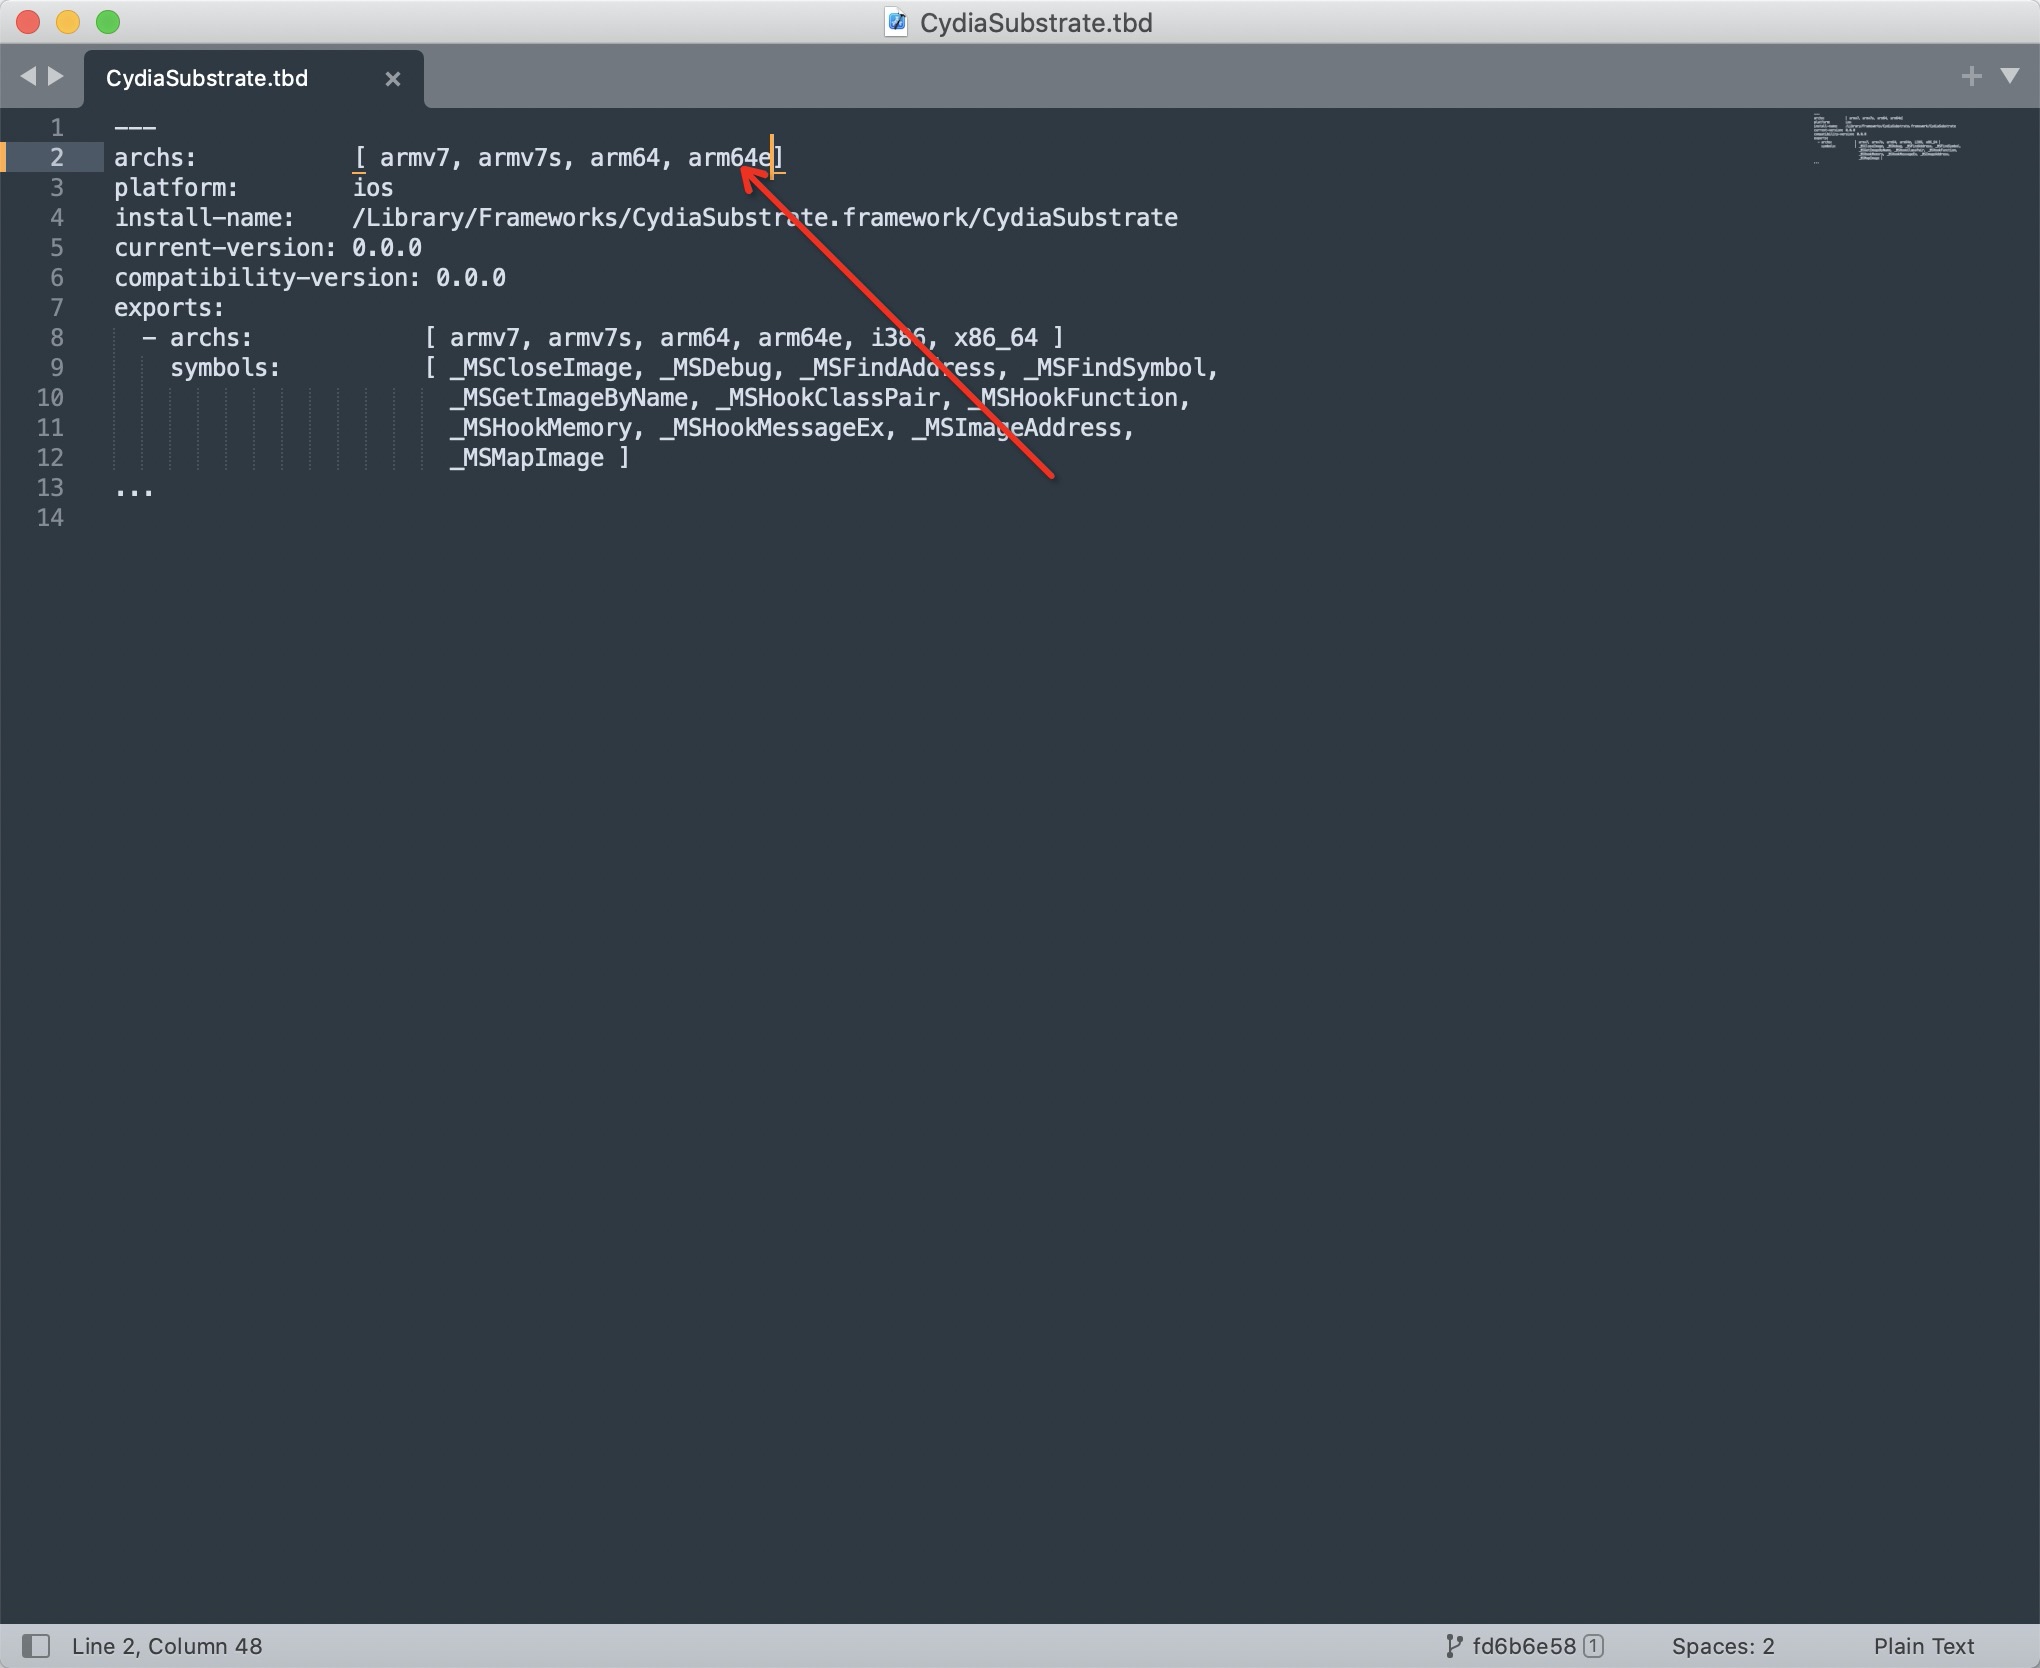 CydiaSubstrate.tbd
CydiaSubstrate.tbd ×
1 ---
2 archs:           [ armv7, armv7s, arm64, arm64e]
3 platform:        ios
4 install-name:    /Library/Frameworks/CydiaSubstrate.framework/CydiaSubstrate
5 current-version: 0.0.0
6 compatibility-version: 0.0.0
7 exports:
8   - archs:            [ armv7, armv7s, arm64, arm64e, i386, x86_64 ]
9     symbols:          [ _MSCloseImage, _MSDebug, _MSFindAddress, _MSFindSymbol,
10                        _MSGetImageByName, _MSHookClassPair, _MSHookFunction,
11                        _MSHookMemory, _MSHookMessageEx, _MSImageAddress,
12                        _MSMapImage ]
13 ...
14
Line 2, Column 48 fd6b6e58 1 Spaces: 2 Plain Text